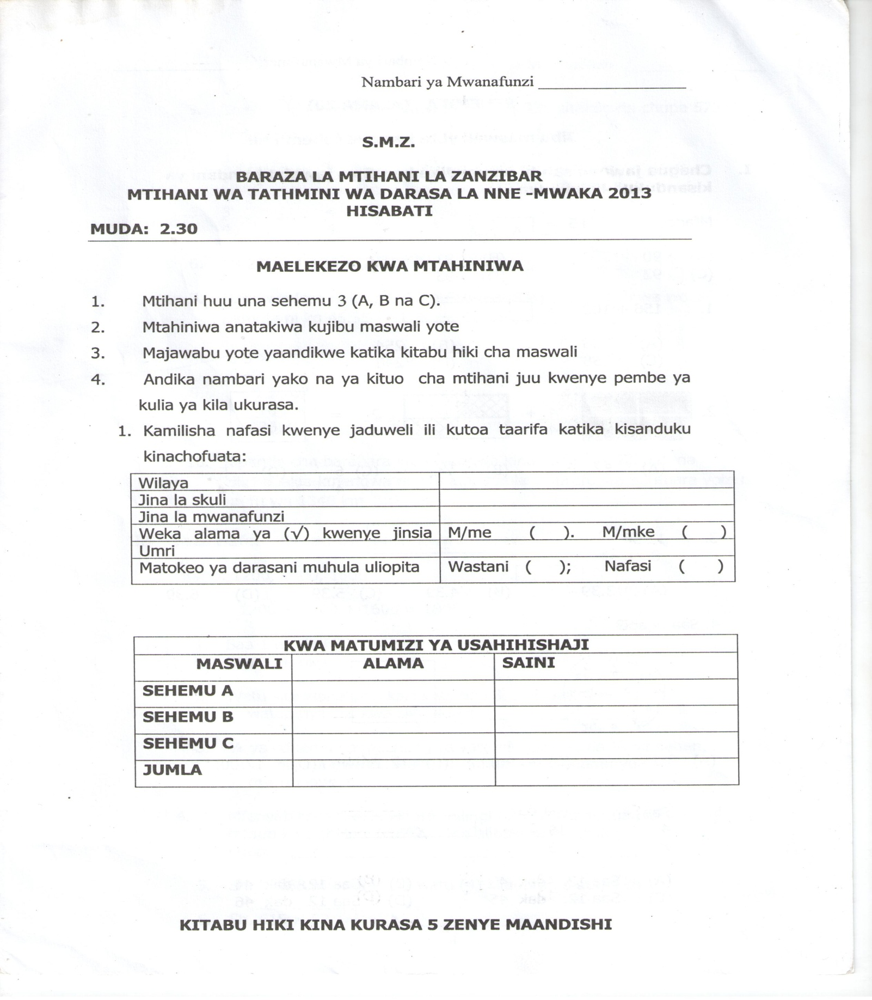 Nambari ya Mwanafunzi ____________________
S.M.Z.
BARAZA LA MTIHANI LA ZANZIBAR
MTIHANI WA TATHMINI WA DARASA LA NNE -MWAKA 2013
HISABATI
MUDA: 2.30
MAELEKEZO KWA MTAHINIWA
1. Mtihani huu una sehemu 3 (A, B na C).
2. Mtahiniwa anatakiwa kujibu maswali yote
3. Majawabu yote yaandikwe katika kitabu hiki cha maswali
4. Andika nambari yako na ya kituo cha mtihani juu kwenye pembe ya
kulia ya kila ukurasa.
1. Kamilisha nafasi kwenye jaduweli ili kutoa taarifa katika kisanduku
kinachofuata:
Wilaya
Jina la skuli
Jina la mwanafunzi
Weka alama ya (√) kwenye jinsia M/me ( ). M/mke ( )
Umri
Matokeo ya darasani muhula uliopita Wastani ( ); Nafasi ( )
KWA MATUMIZI YA USAHIHISHAJI
MASWALI ALAMA SAINI
SEHEMU A
SEHEMU B
SEHEMU C
JUMLA
KITABU HIKI KINA KURASA 5 ZENYE MAANDISHI